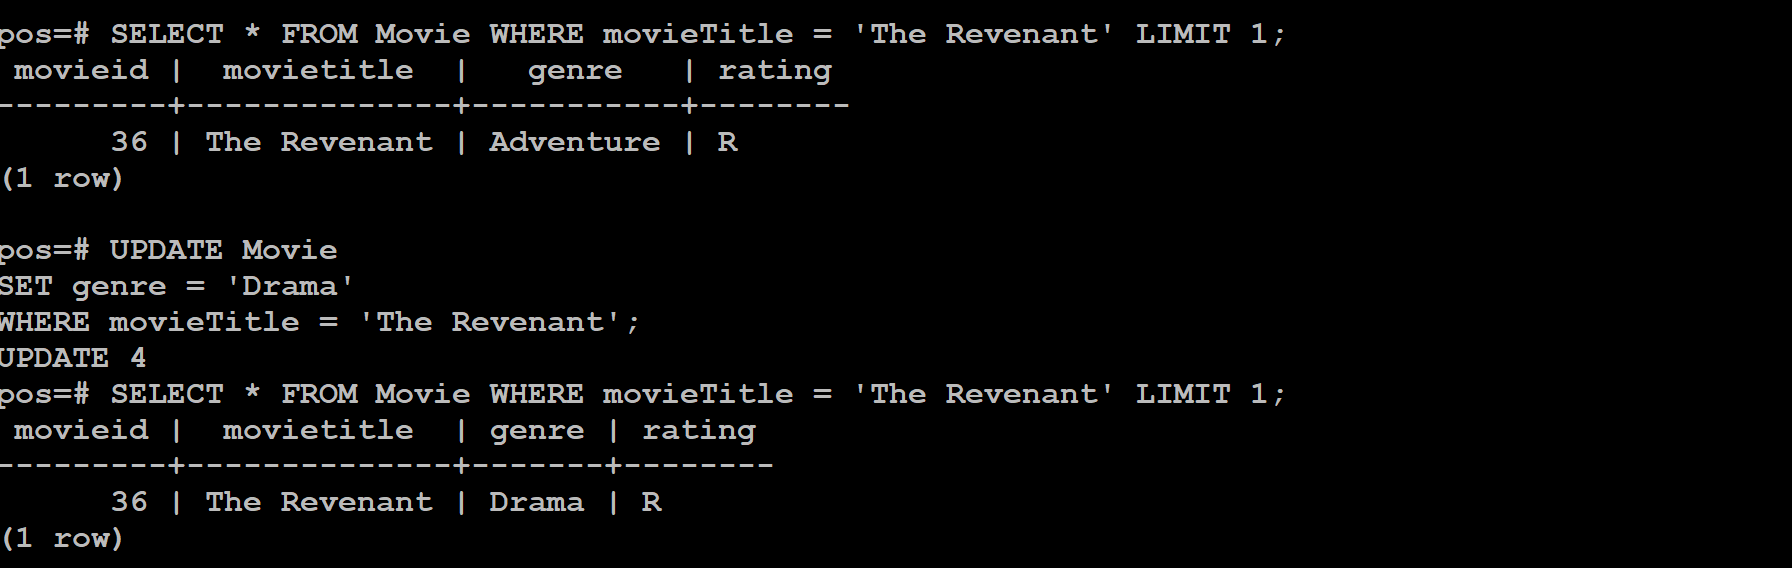 pos=# SELECT * FROM Movie WHERE movieTitle = 'The Revenant' LIMIT 1;
 movieid |  movietitle  |   genre   | rating
---------+--------------+-----------+--------
      36 | The Revenant | Adventure | R
(1 row)

pos=# UPDATE Movie
SET genre = 'Drama'
WHERE movieTitle = 'The Revenant';
UPDATE 4
pos=# SELECT * FROM Movie WHERE movieTitle = 'The Revenant' LIMIT 1;
 movieid |  movietitle  | genre | rating
---------+--------------+-------+--------
      36 | The Revenant | Drama | R
(1 row)